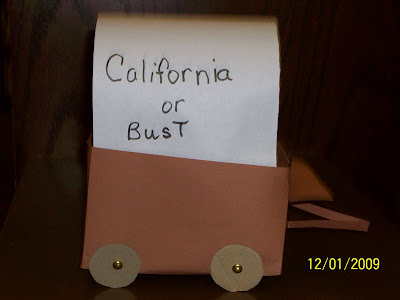 California
or
BusT
12/01/2009